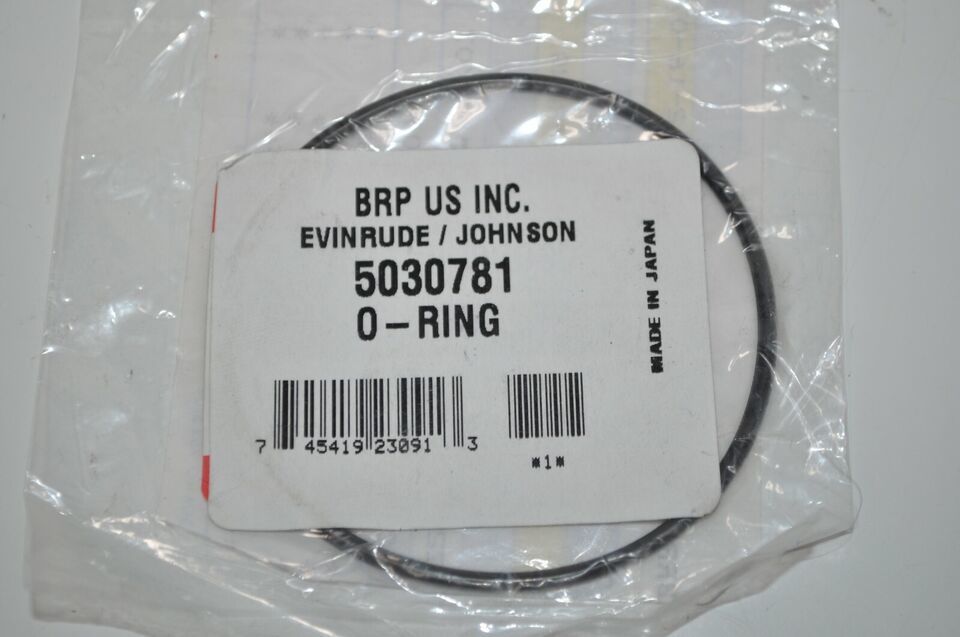 BRP US INC.
EVINRUDE / JOHNSON
5030781
O-RING
7 45419 23091 3
*1*
MADE IN JAPAN